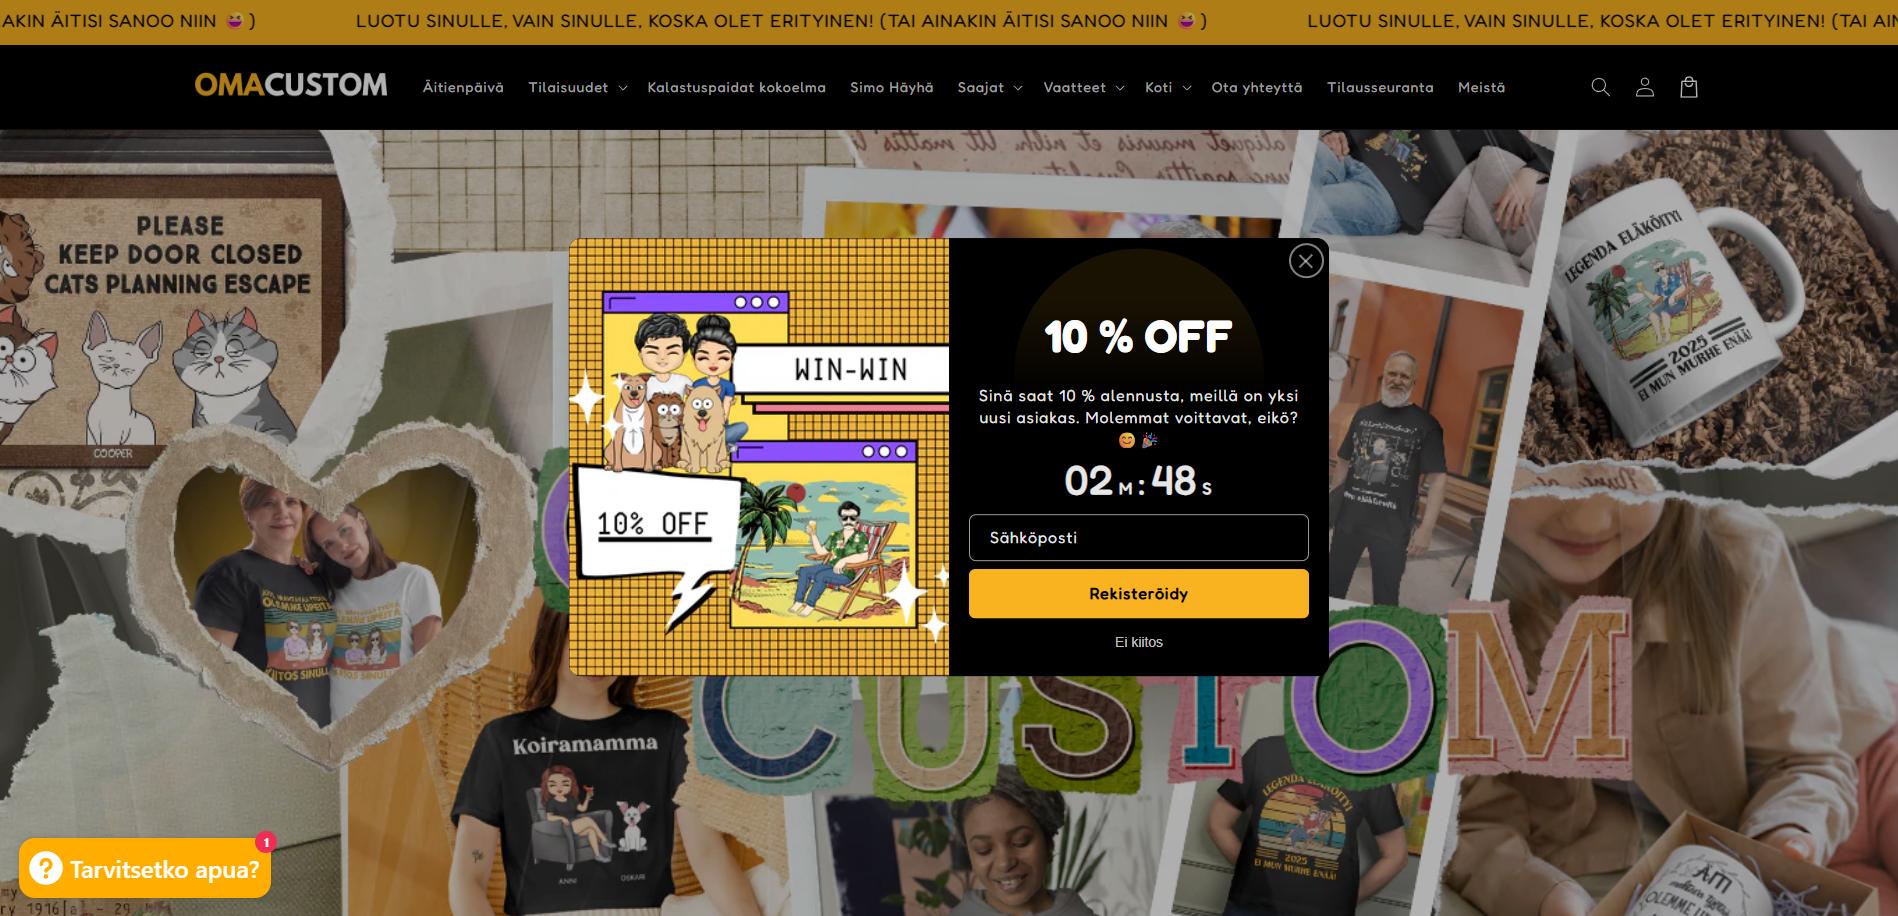 AKIN ÄITISI SANOO NIIN 😝 ) LUOTU SINULLE, VAIN SINULLE, KOSKA OLET ERITYINEN! (TAI AINAKIN ÄITISI SANOO NIIN 😝 ) LUOTU SINULLE, VAIN SINULLE, KOSKA OLET ERITYINEN! (TAI AIN
OMACUSTOM
Äitienpäivä Tilaisuudet Kalastuspaidat kokoelma Simo Häyhä Saajat Vaatteet Koti Ota yhteyttä Tilausseuranta Meistä
PLEASE
KEEP DOOR CLOSED
CATS PLANNING ESCAPE
COOPER
LEGENDA ELÄKÖITYI
2025
EI MUN MURHE ENÄÄ!
WIN-WIN
10% OFF
10 % OFF
Sinä saat 10 % alennusta, meillä on yksi
uusi asiakas. Molemmat voittavat, eikö?
😊 🎉
02 M : 48 S
Sähköposti
Rekisteröidy
Ei kiitos
OLEMME UPEITA
KIITOS SINULLE
CUSTOM
Koiramamma
ANNI OSKARI
LEGENDA ELÄKÖITYI
2025
EI MUN MURHE ENÄÄ!
Tarvitsetko apua?
1